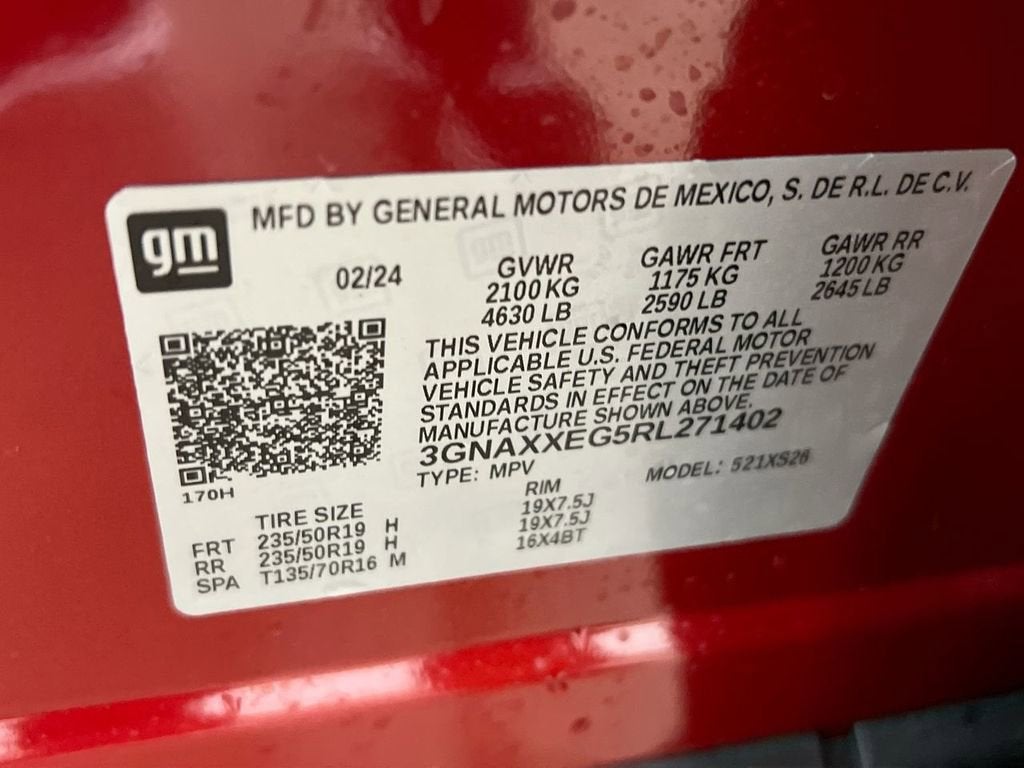 gm
MFD BY GENERAL MOTORS DE MEXICO, S. DE R.L. DE C.V.
02/24
GVWR GAWR FRT GAWR RR
2100 KG 1175 KG 1200 KG
4630 LB 2590 LB 2645 LB
THIS VEHICLE CONFORMS TO ALL
APPLICABLE U.S. FEDERAL MOTOR
VEHICLE SAFETY AND THEFT PREVENTION
STANDARDS IN EFFECT ON THE DATE OF
MANUFACTURE SHOWN ABOVE.
3GNAXXEG5RL271402
TYPE: MPV MODEL: 521XS26
170H
TIRE SIZE RIM
FRT 235/50R19 H 19X7.5J
RR 235/50R19 H 19X7.5J
SPA T135/70R16 M 16X4BT